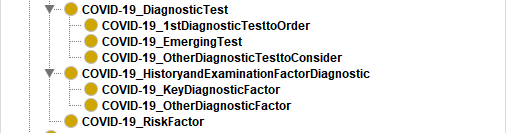 COVID-19_DiagnosticTest
COVID-19_1stDiagnosticTesttoOrder
COVID-19_EmergingTest
COVID-19_OtherDiagnosticTesttoConsider
COVID-19_HistoryandExaminationFactorDiagnostic
COVID-19_KeyDiagnosticFactor
COVID-19_OtherDiagnosticFactor
COVID-19_RiskFactor